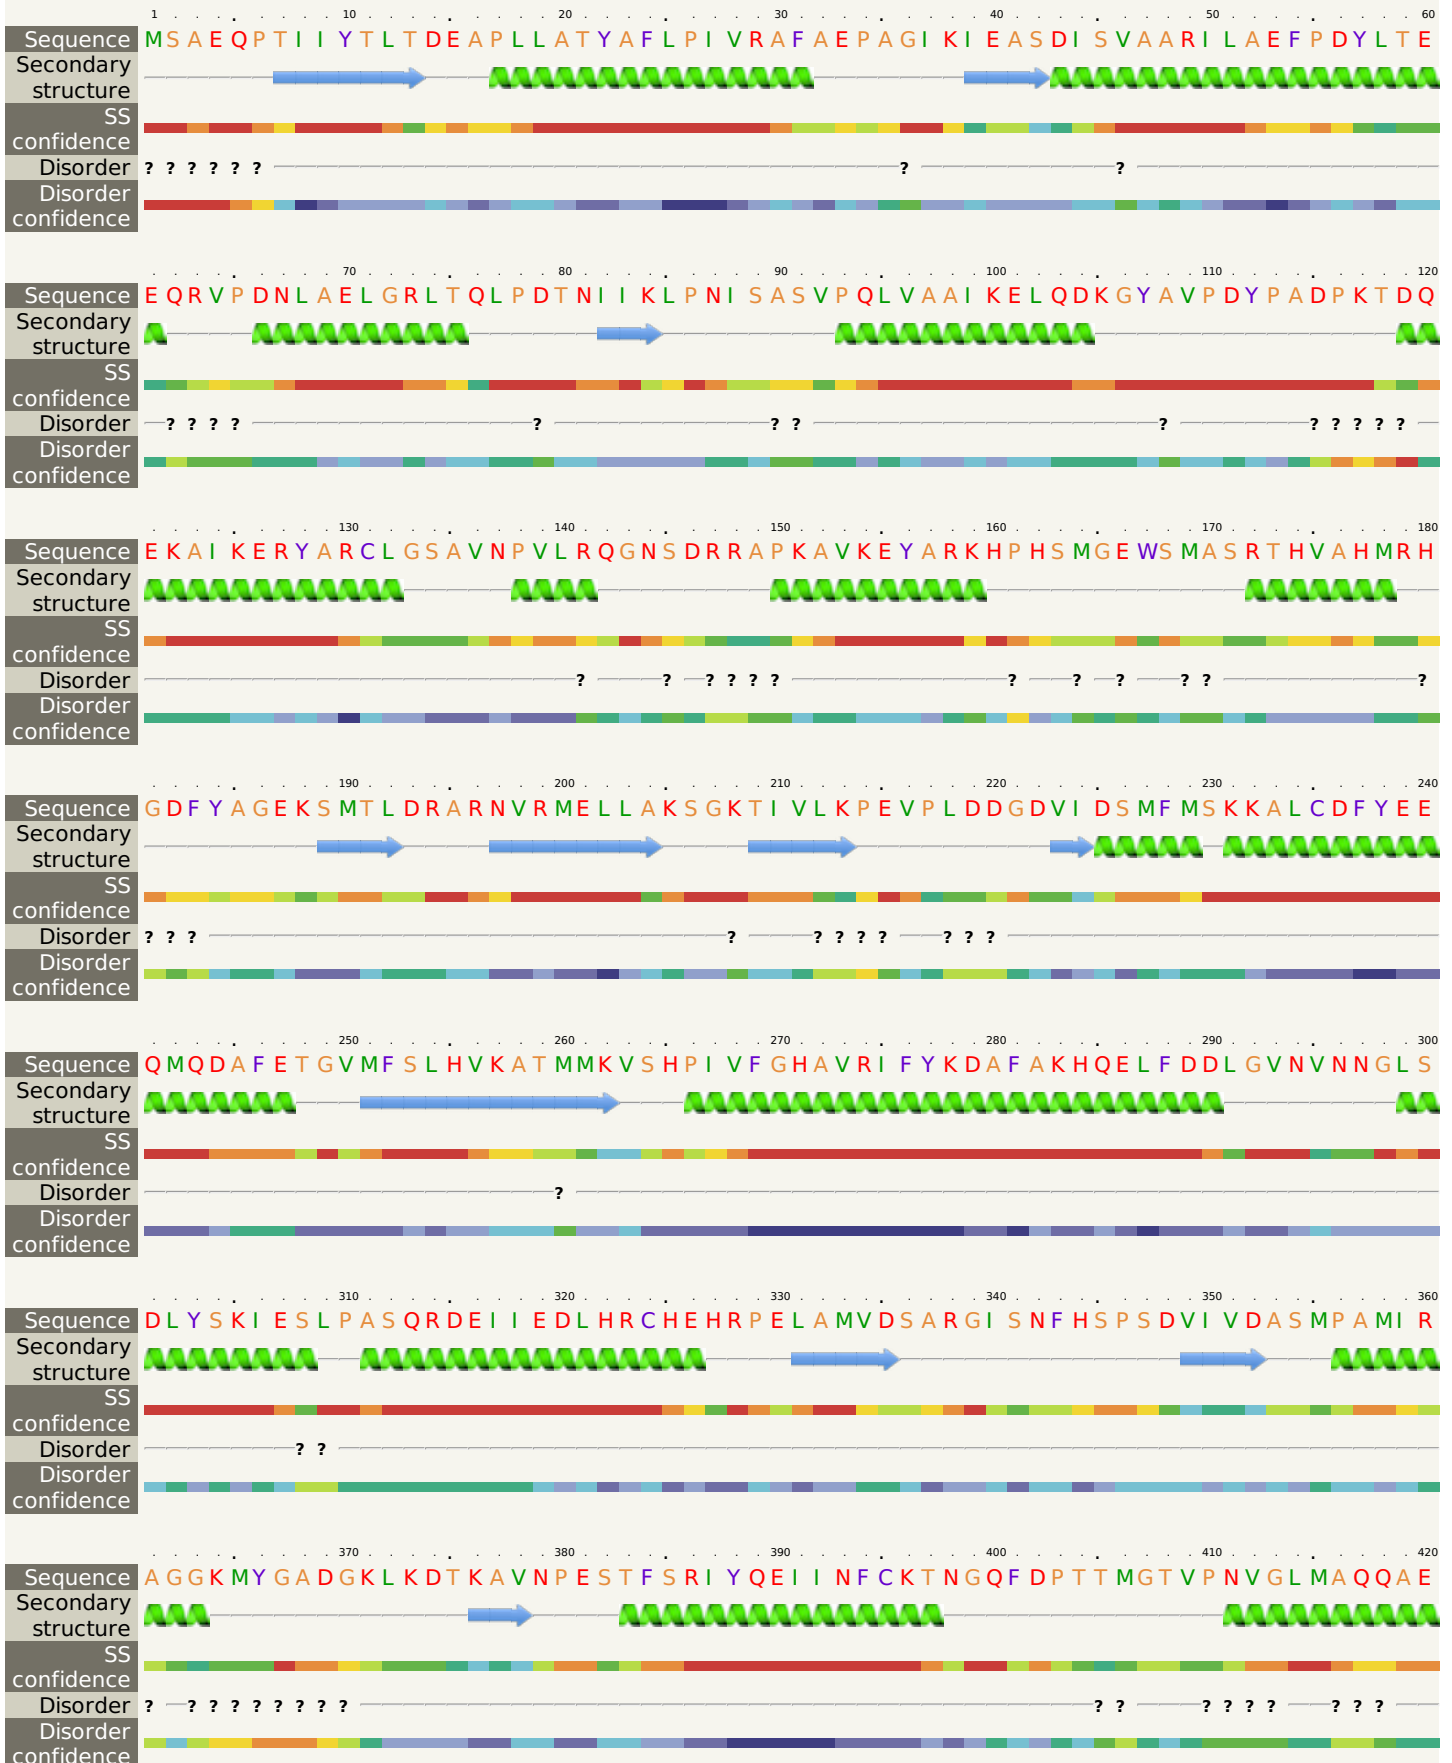 1 10 20 30 40 50 60
Sequence MSAEQPTIIYTLTDEAPLLATYAFLPIVRAFAEPAGIKIEASDISVAARILAEFPDYLTE
Secondary
structure
SS
confidence
Disorder ? ? ? ? ? ? ? ?
Disorder
confidence
70 80 90 100 110 120
Sequence EQRVPDNLAELGRLTQLPDTNIIKLPNISASVPQLVAAIKELQDKGYAVPDYPADPKTDQ
Secondary
structure
SS
confidence
Disorder ? ? ? ? ? ? ? ? ? ? ? ? ?
Disorder
confidence
130 140 150 160 170 180
Sequence EKAIKERYARCLGSAVNPVLRQGNSDRRAPKAVKEYARKHPHSMGEWSMASRTHVAHMRH
Secondary
structure
SS
confidence
Disorder ? ? ? ? ? ? ? ? ? ? ? ?
Disorder
confidence
190 200 210 220 230 240
Sequence GDFYAGEKSMTLDRARNVRMELLAKSGKTIVLKPEVPLDDGDVIDSMFMSKKALCDFYEE
Secondary
structure
SS
confidence
Disorder ? ? ? ? ? ? ? ? ? ? ?
Disorder
confidence
250 260 270 280 290 300
Sequence QMQDAFETGVMFSLHVKATMMKVSHPIVFGHAVRIFYKDAFAKHQELFDDLGVNVNNGLS
Secondary
structure
SS
confidence
Disorder ?
Disorder
confidence
310 320 330 340 350 360
Sequence DLYSKIESLPASQRDEIIEDLHRCHEHRPELAMVDSARGISNFHSPSDVIVDASMPAMIR
Secondary
structure
SS
confidence
Disorder ? ?
Disorder
confidence
370 380 390 400 410 420
Sequence AGGKMYGADGKLKDTKAVNPESTFSRIYQEIINFCKTNGQFDPTTMGTVPNVGLMAQQAE
Secondary
structure
SS
confidence
Disorder ? ? ? ? ? ? ? ? ? ? ? ? ? ? ? ? ? ?
Disorder
confidence